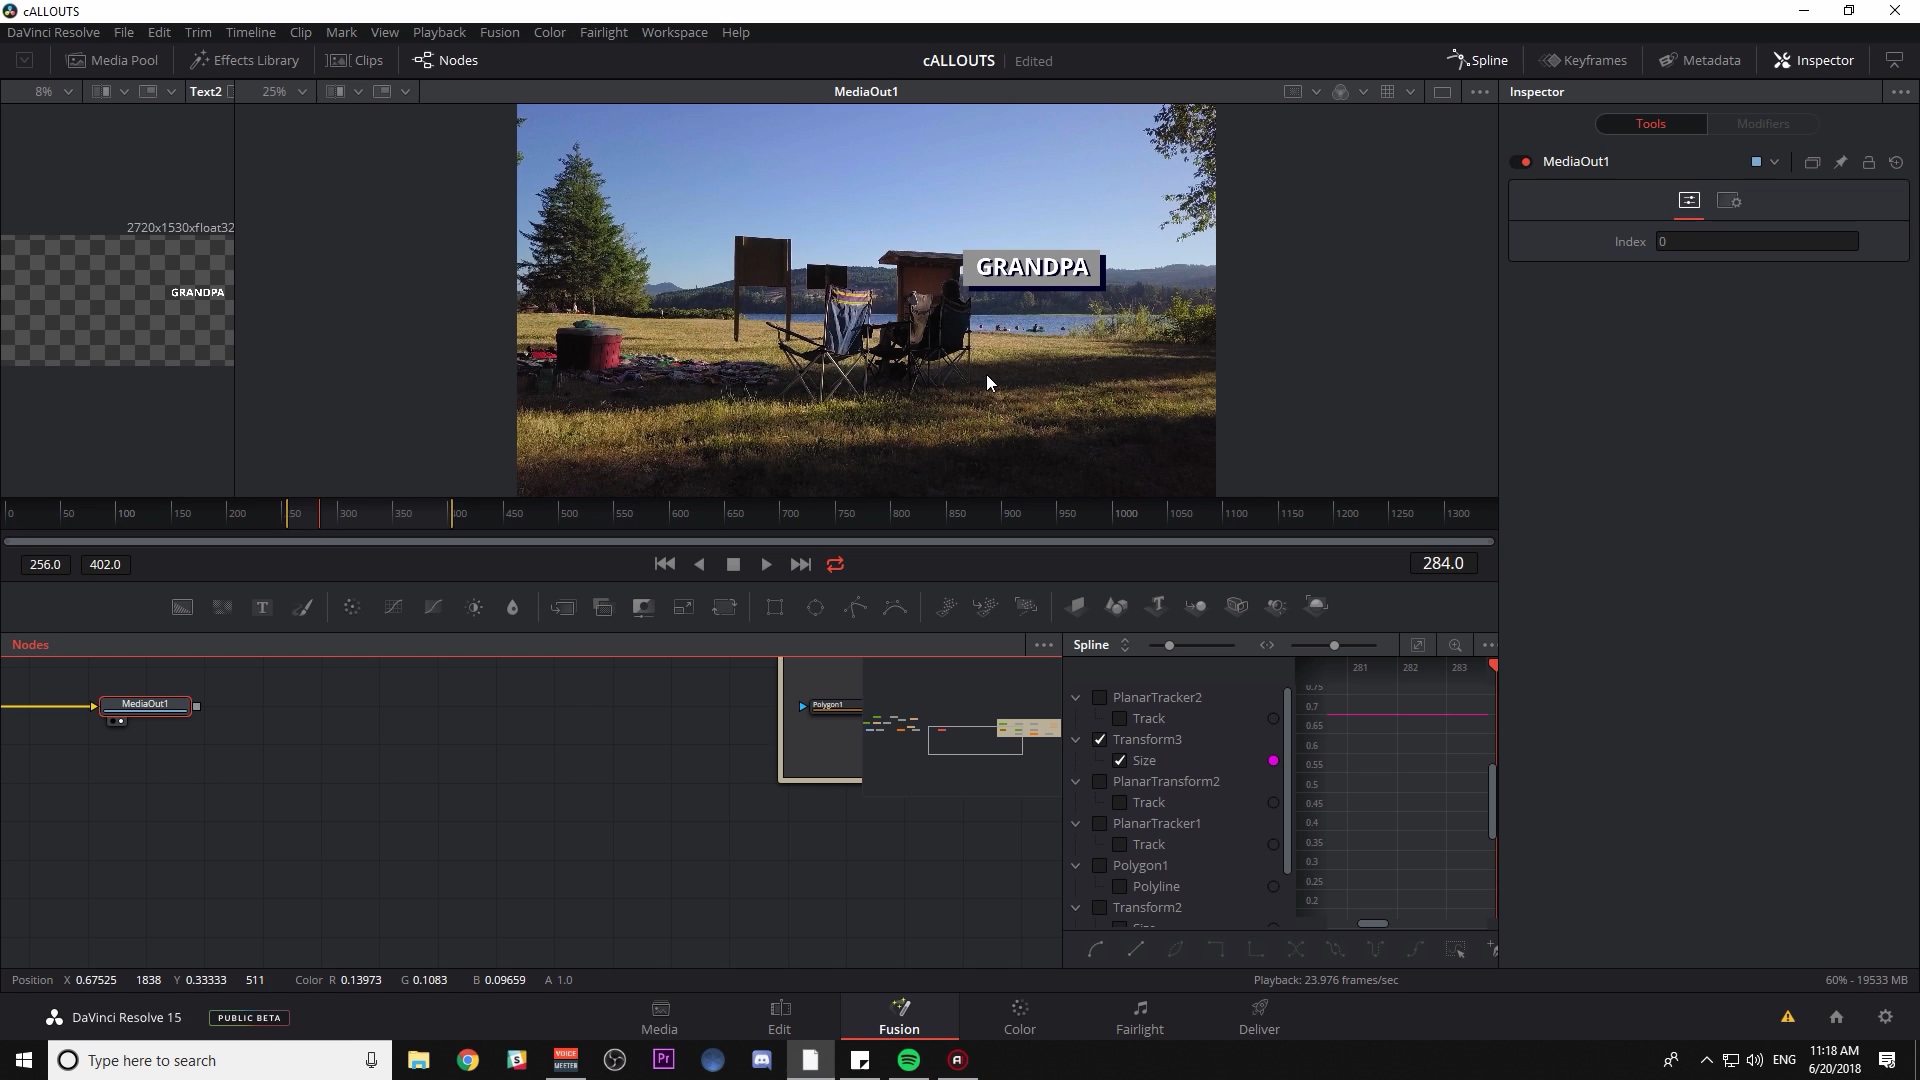 cALLOUTS
DaVinci Resolve File Edit Trim Timeline Clip Mark View Playback Fusion Color Fairlight Workspace Help
Media Pool Effects Library Clips Nodes cALLOUTS Edited Spline Keyframes Metadata Inspector
8% Text2 25% MediaOut1 Inspector
Tools Modifiers
MediaOut1
Index 0
2720x1530xfloat32
GRANDPA
GRANDPA
0 50 100 150 200 250 300 350 400 450 500 550 600 650 700 750 800 850 900 950 1000 1050 1100 1150 1200 1250 1300
256.0 402.0 284.0
Nodes Spline
281 282 283
MediaOut1
Polygon1
PlanarTracker2
Track
Transform3
Size
PlanarTransform2
Track
PlanarTracker1
Track
Polygon1
Polyline
Transform2
0.75
0.7
0.65
0.6
0.55
0.5
0.45
0.4
0.35
0.3
0.25
0.2
Position X 0.67525 1838 Y 0.33333 511 Color R 0.13973 G 0.1083 B 0.09659 A 1.0 Playback: 23.976 frames/sec 60% - 19533 MB
DaVinci Resolve 15 PUBLIC BETA
Media Edit Fusion Color Fairlight Deliver
Type here to search
VOICE
MEETER
Pr
ENG
11:18 AM
6/20/2018